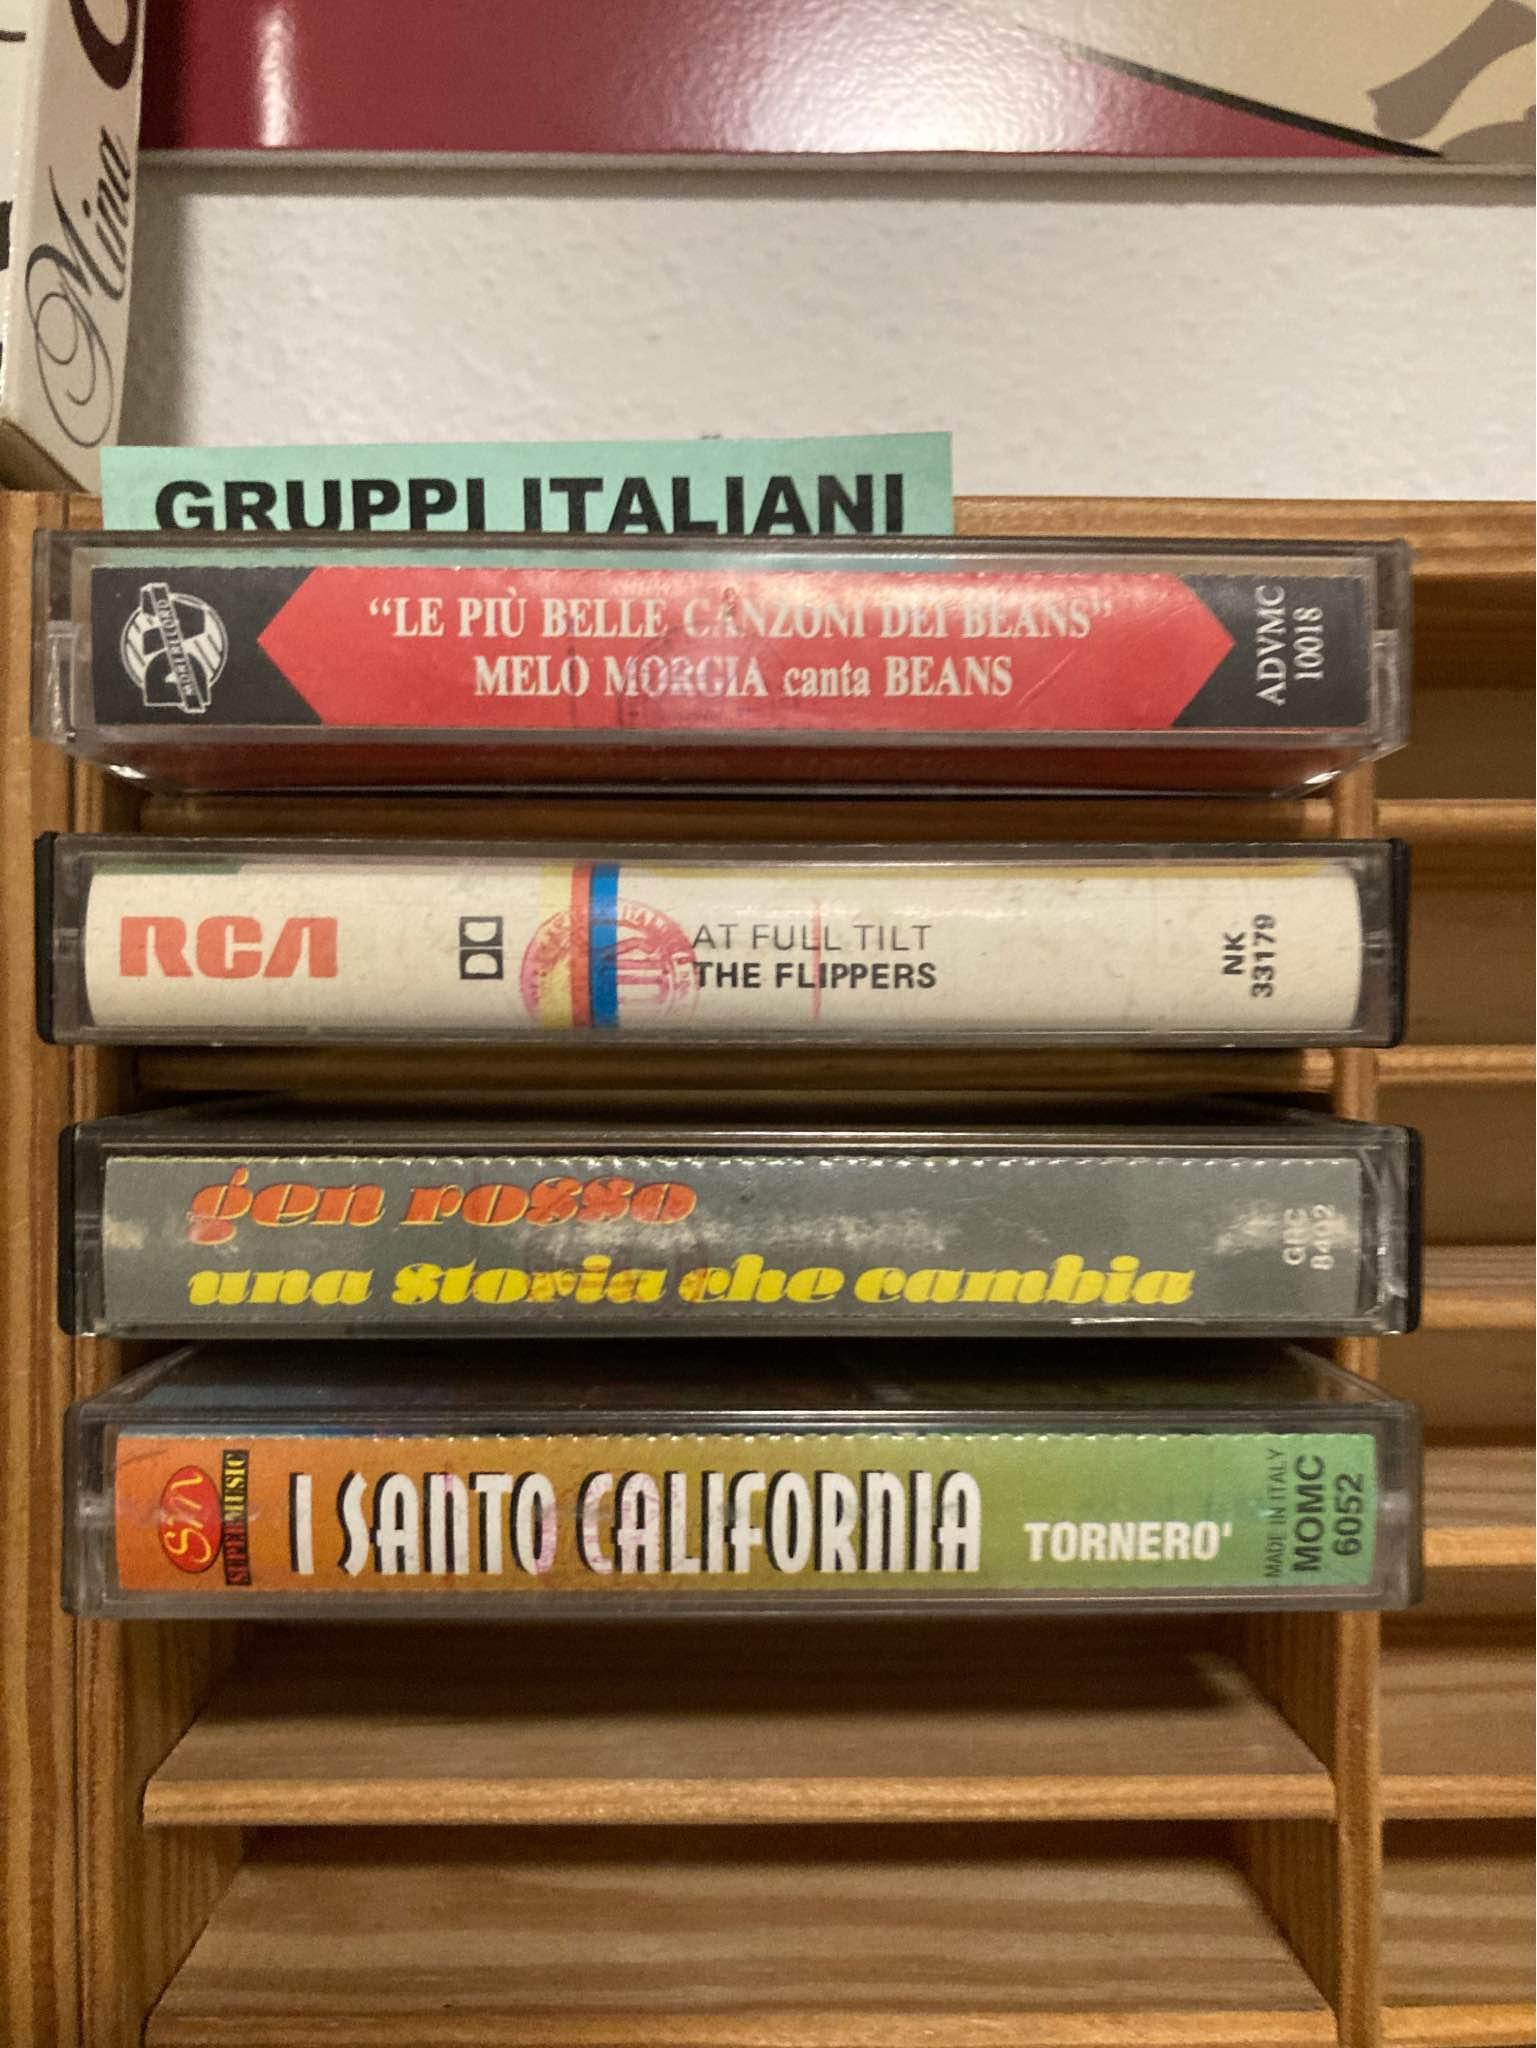 Mina
GRUPPI ITALIANI
"LE PIÙ BELLE CANZONI DEI BEANS"
MELO MORGIA canta BEANS
ADVMC
10018
RCA
AT FULL TILT
THE FLIPPERS
NK
33179
gen rosso
una storia che cambia
GRC
8402
SM
SUPERMUSIC
I SANTO CALIFORNIA
TORNERO'
MADE IN ITALY
MOMC
6052